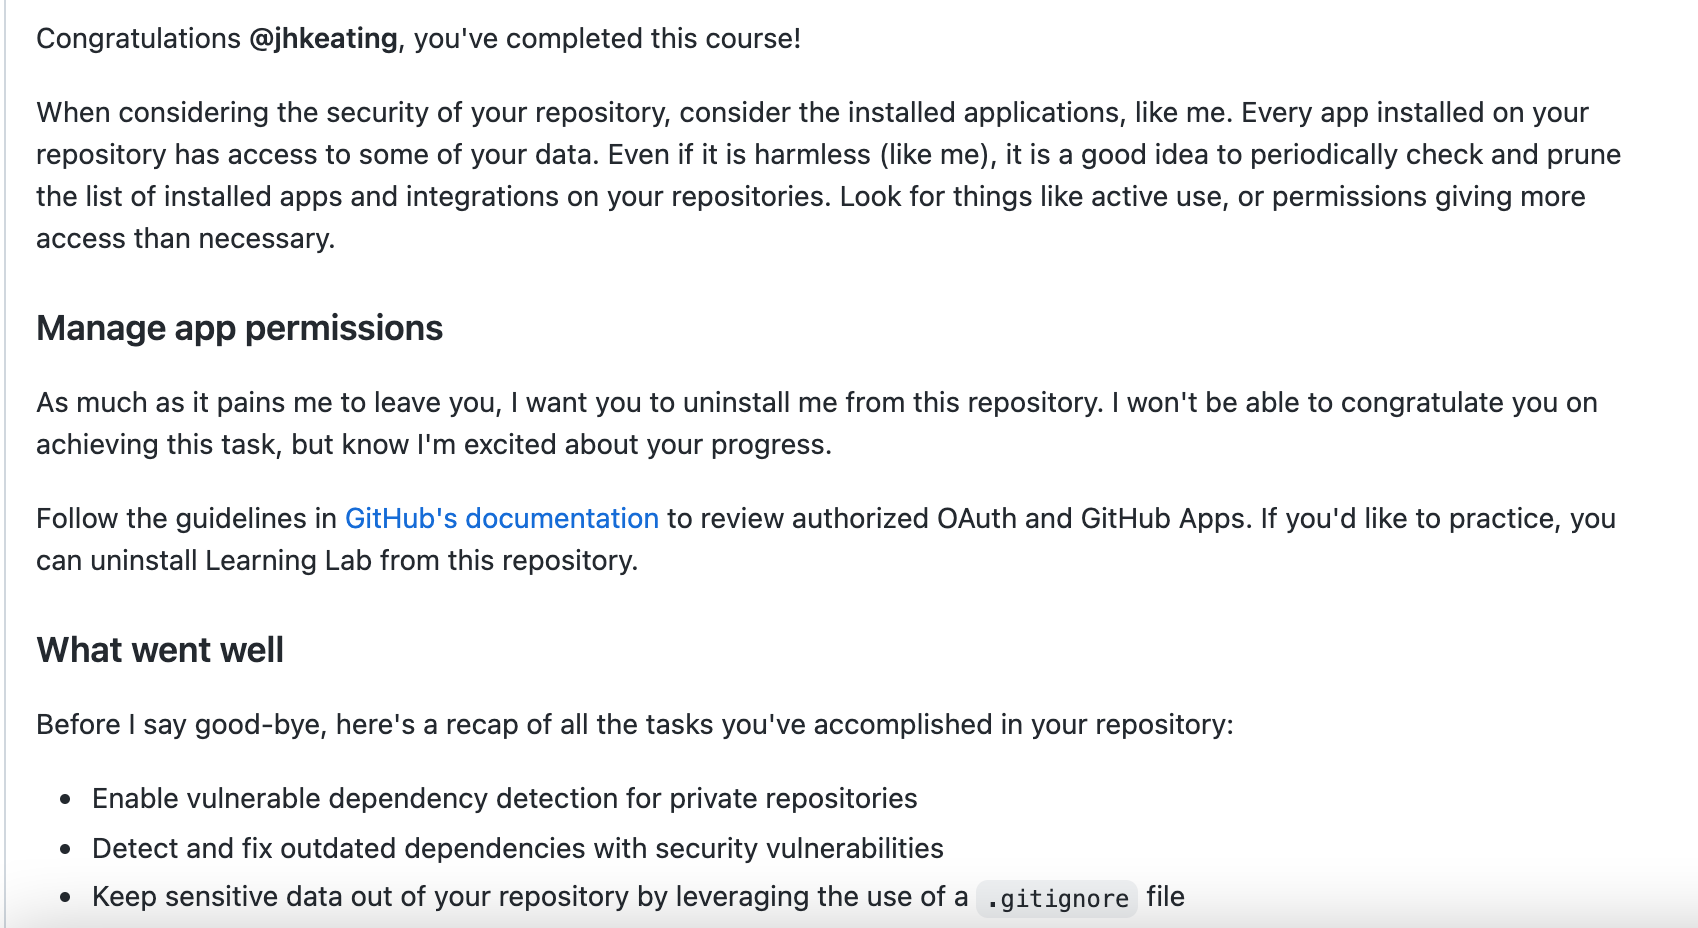 Congratulations @jhkeating, you've completed this course!
When considering the security of your repository, consider the installed applications, like me. Every app installed on your
repository has access to some of your data. Even if it is harmless (like me), it is a good idea to periodically check and prune
the list of installed apps and integrations on your repositories. Look for things like active use, or permissions giving more
access than necessary.
Manage app permissions
As much as it pains me to leave you, I want you to uninstall me from this repository. I won't be able to congratulate you on
achieving this task, but know I'm excited about your progress.
Follow the guidelines in GitHub's documentation to review authorized OAuth and GitHub Apps. If you'd like to practice, you
can uninstall Learning Lab from this repository.
What went well
Before I say good-bye, here's a recap of all the tasks you've accomplished in your repository:
• Enable vulnerable dependency detection for private repositories
• Detect and fix outdated dependencies with security vulnerabilities
• Keep sensitive data out of your repository by leveraging the use of a .gitignore file